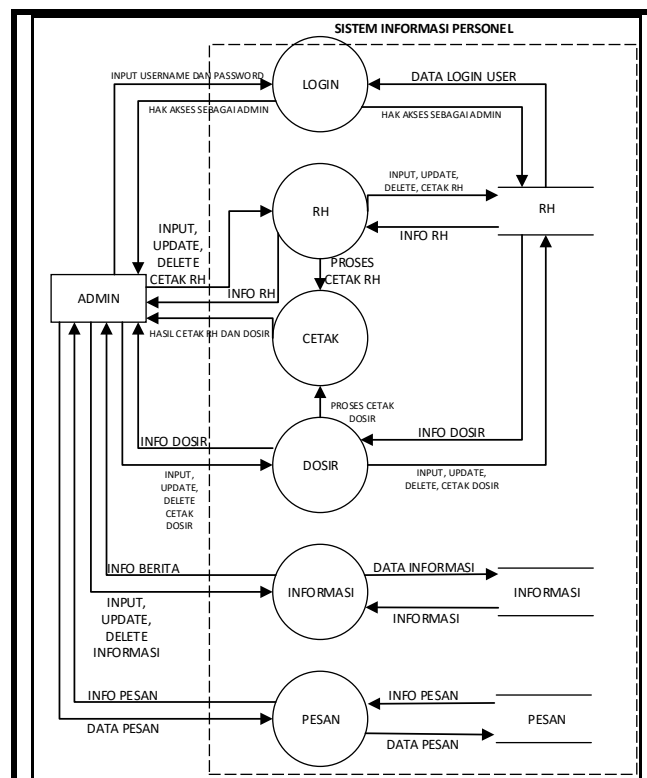 SISTEM INFORMASI PERSONEL
INPUT USERNAME DAN PASSWORD
LOGIN
DATA LOGIN USER
HAK AKSES SEBAGAI ADMIN
HAK AKSES SEBAGAI ADMIN
INPUT, UPDATE,
DELETE, CETAK RH
RH
RH
INPUT,
UPDATE,
DELETE
CETAK RH
INFO RH
PROSES
CETAK RH
INFO RH
ADMIN
HASIL CETAK RH DAN DOSIR
CETAK
PROSES CETAK
DOSIR
INFO DOSIR
INFO DOSIR
DOSIR
INPUT,
UPDATE,
DELETE
CETAK
DOSIR
INPUT, UPDATE,
DELETE, CETAK DOSIR
INFO BERITA
DATA INFORMASI
INFORMASI
INFORMASI
INPUT,
UPDATE,
DELETE
INFORMASI
INFORMASI
INFO PESAN
INFO PESAN
PESAN
PESAN
DATA PESAN
DATA PESAN